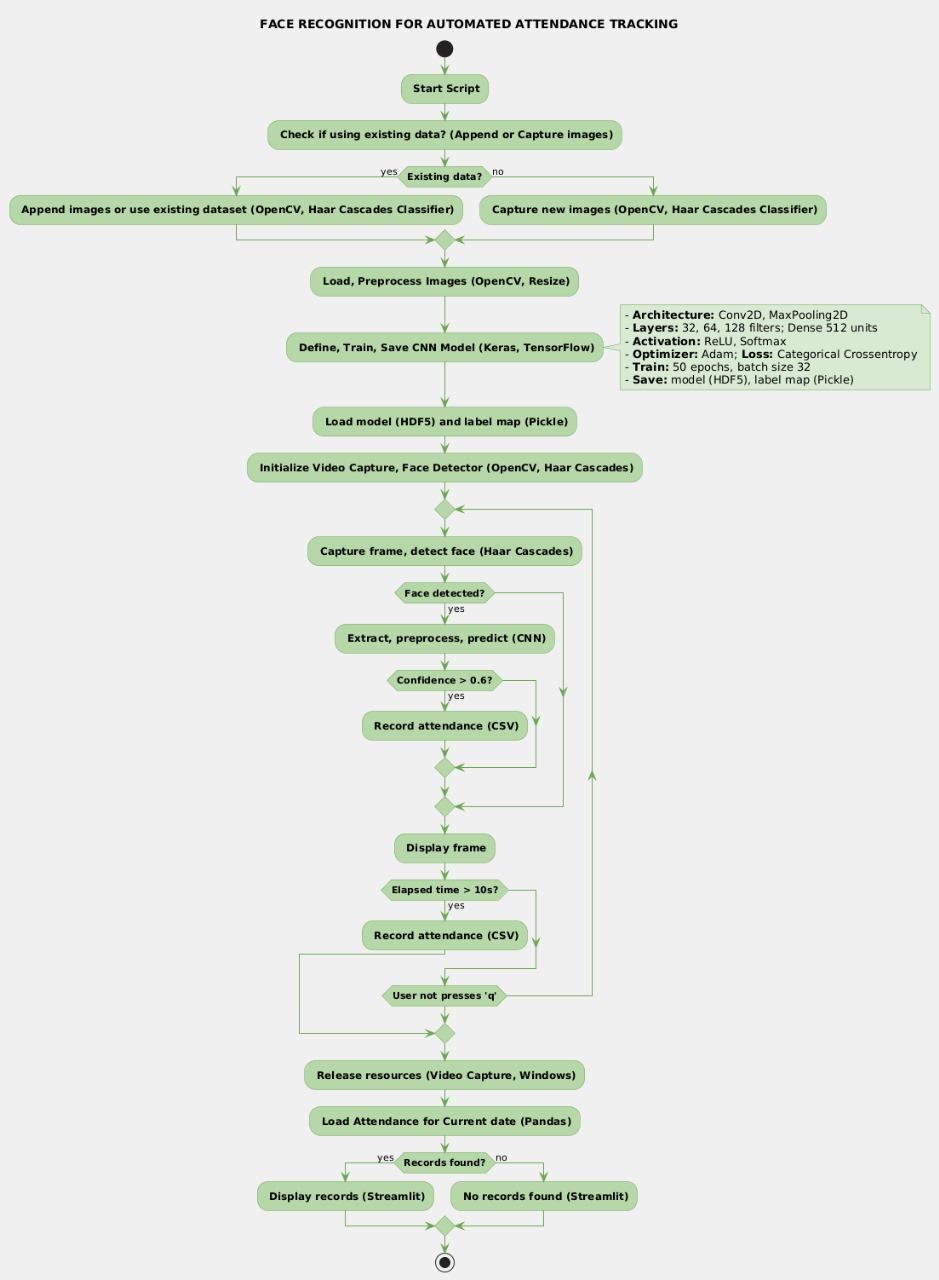 FACE RECOGNITION FOR AUTOMATED ATTENDANCE TRACKING
Start Script
Check if using existing data? (Append or Capture images)
yes
Existing data?
no
Append images or use existing dataset (OpenCV, Haar Cascades Classifier)
Capture new images (OpenCV, Haar Cascades Classifier)
Load, Preprocess Images (OpenCV, Resize)
Define, Train, Save CNN Model (Keras, TensorFlow)
- Architecture: Conv2D, MaxPooling2D
- Layers: 32, 64, 128 filters; Dense 512 units
- Activation: ReLU, Softmax
- Optimizer: Adam; Loss: Categorical Crossentropy
- Train: 50 epochs, batch size 32
- Save: model (HDF5), label map (Pickle)
Load model (HDF5) and label map (Pickle)
Initialize Video Capture, Face Detector (OpenCV, Haar Cascades)
Capture frame, detect face (Haar Cascades)
Face detected?
yes
Extract, preprocess, predict (CNN)
Confidence > 0.6?
yes
Record attendance (CSV)
Display frame
Elapsed time > 10s?
yes
Record attendance (CSV)
User not presses 'q'
Release resources (Video Capture, Windows)
Load Attendance for Current date (Pandas)
yes
Records found?
no
Display records (Streamlit)
No records found (Streamlit)